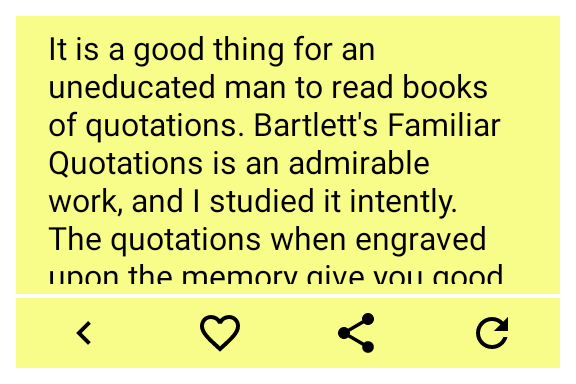 It is a good thing for an
uneducated man to read books
of quotations. Bartlett's Familiar
Quotations is an admirable
work, and I studied it intently.
The quotations when engraved
upon the memory give you good